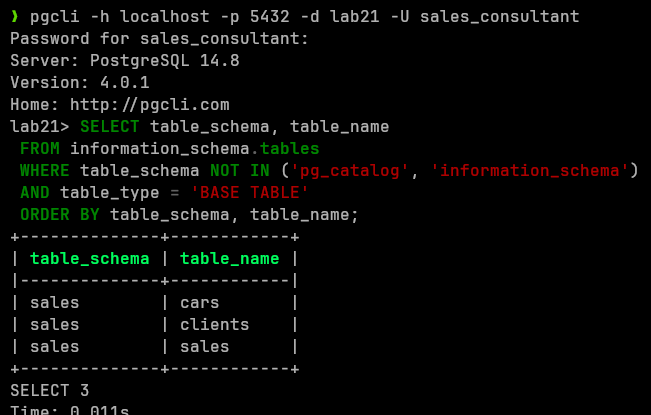 ❯ pgcli -h localhost -p 5432 -d lab21 -U sales_consultant
Password for sales_consultant:
Server: PostgreSQL 14.8
Version: 4.0.1
Home: http://pgcli.com
lab21> SELECT table_schema, table_name
 FROM information_schema.tables
 WHERE table_schema NOT IN ('pg_catalog', 'information_schema')
 AND table_type = 'BASE TABLE'
 ORDER BY table_schema, table_name;
+--------------+------------+
| table_schema | table_name |
|--------------+------------|
| sales        | cars       |
| sales        | clients    |
| sales        | sales      |
+--------------+------------+
SELECT 3
Time: 0.011s